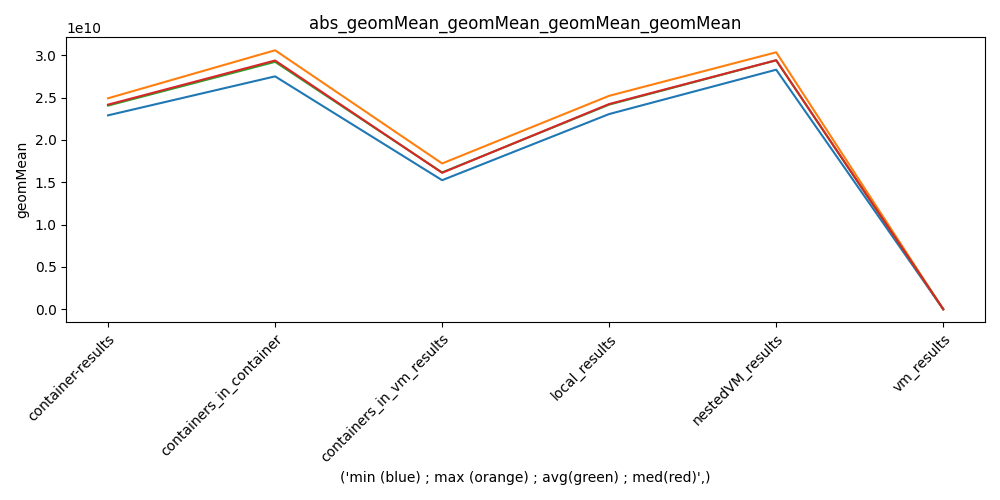 abs_geomMean_geomMean_geomMean_geomMean
1e10
3.0
2.5
2.0
1.5
1.0
0.5
0.0
geomMean
container-results
containers_in_container
containers_in_vm_results
local_results
nestedVM_results
vm_results
('min (blue) ; max (orange) ; avg(green) ; med(red)',)